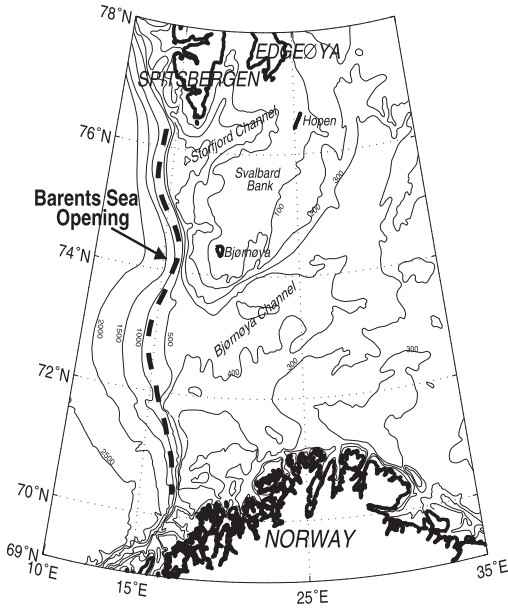 78°N
EDGEØYA
SPITSBERGEN
76°N
Storfjord Channel
Hopen
Svalbard
Bank
300
100
200
Barents Sea
Opening
Bjørnøya
74°N
Bjørnøya Channel
2000
1500
1000
500
300
400
300
72°N
2500
70°N
NORWAY
69°N
10°E
15°E
25°E
35°E